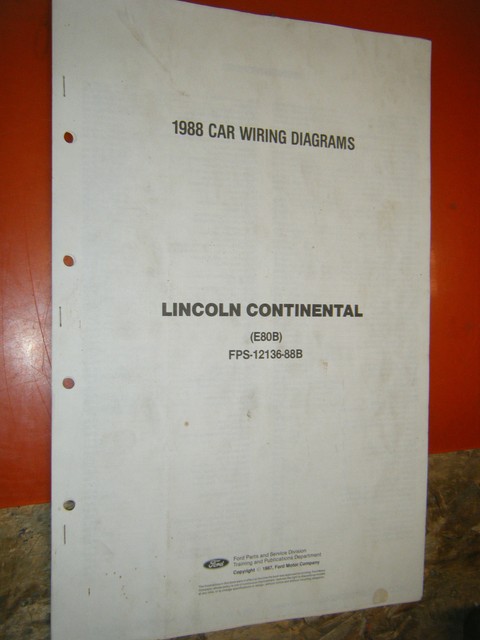 1988 CAR WIRING DIAGRAMS
LINCOLN CONTINENTAL
(E80B)
FPS-12136-88B
Ford
Ford Parts and Service Division
Training and Publications Department
Copyright © 1987, Ford Motor Company